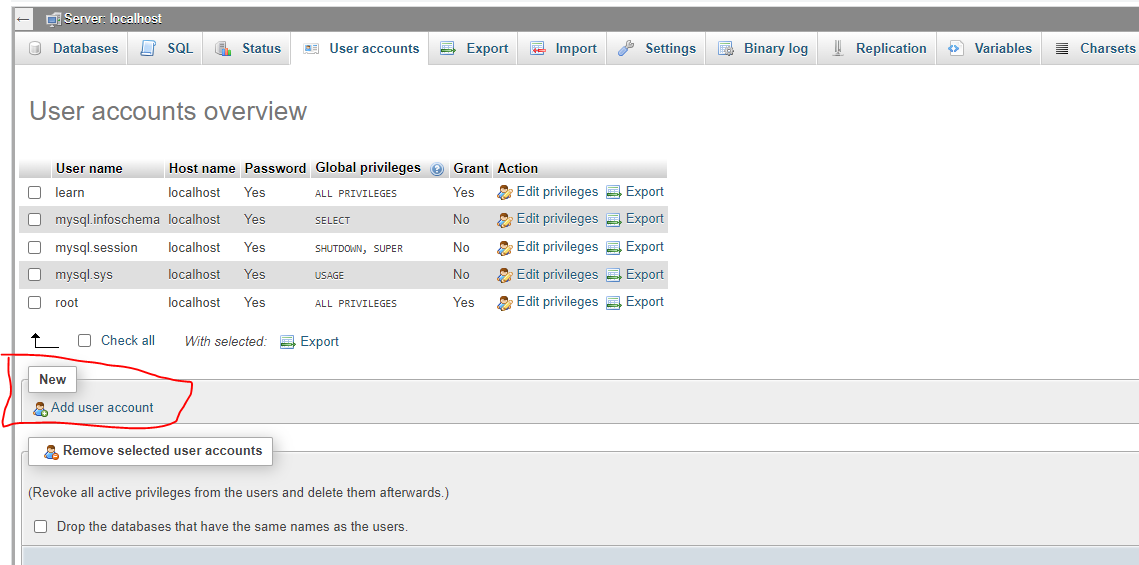 Server: localhost
Databases SQL Status User accounts Export Import Settings Binary log Replication Variables Charsets
User accounts overview
User name Host name Password Global privileges Grant Action
learn localhost Yes ALL PRIVILEGES Yes Edit privileges Export
mysql.infoschema localhost Yes SELECT No Edit privileges Export
mysql.session localhost Yes SHUTDOWN, SUPER No Edit privileges Export
mysql.sys localhost Yes USAGE No Edit privileges Export
root localhost Yes ALL PRIVILEGES Yes Edit privileges Export
Check all With selected: Export
New
Add user account
Remove selected user accounts
(Revoke all active privileges from the users and delete them afterwards.)
Drop the databases that have the same names as the users.